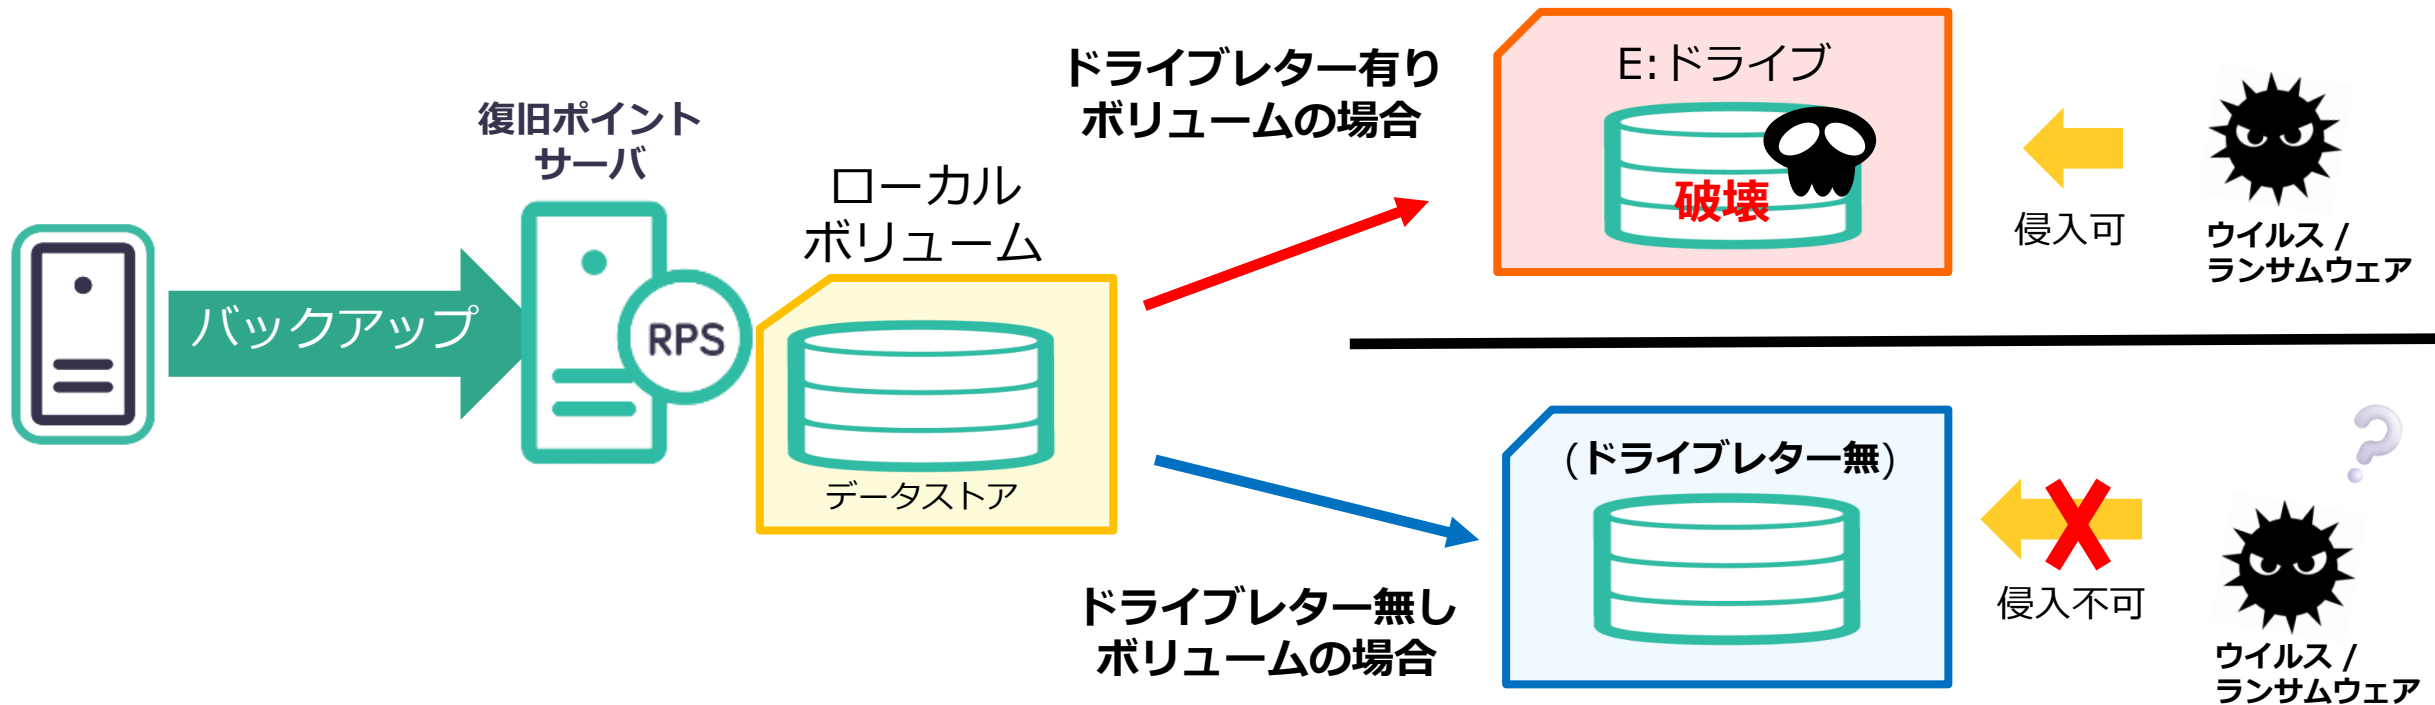 バックアップ
復旧ポイント
サーバ
RPS
ローカル
ボリューム
データストア
ドライブレター有り
ボリュームの場合
E:ドライブ
破壊
侵入可
ウイルス /
ランサムウェア
ドライブレター無し
ボリュームの場合
(ドライブレター無)
侵入不可
?
ウイルス /
ランサムウェア